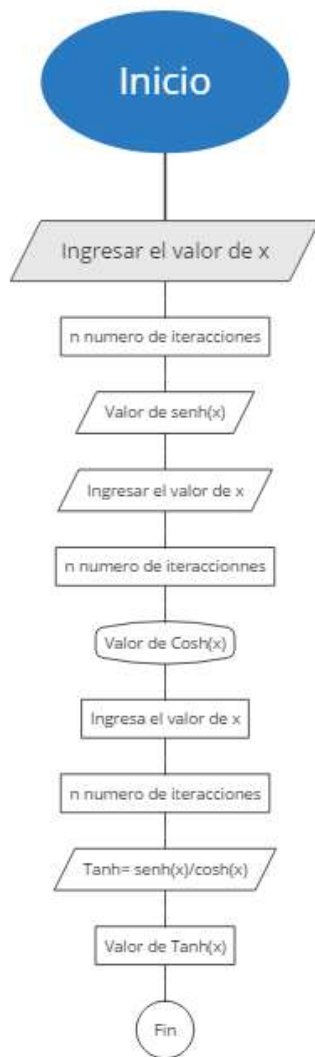 Inicio
Ingresar el valor de x
n numero de iteracciones
Valor de senh(x)
Ingresar el valor de x
n numero de iteraccionnes
Valor de Cosh(x)
Ingresa el valor de x
n numero de iteracciones
Tanh= senh(x)/cosh(x)
Valor de Tanh(x)
Fin